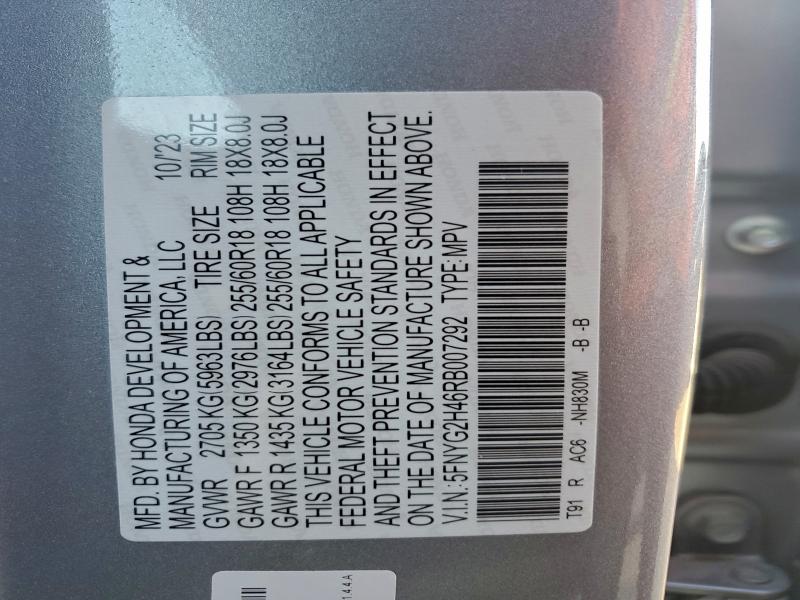 MFD. BY HONDA DEVELOPMENT &
MANUFACTURING OF AMERICA, LLC 10/'23
GVWR 2705 KG(5963LBS) TIRE SIZE RIM SIZE
GAWR F 1350 KG(2976LBS) 255/60R18 108H 18X8.0J
GAWR R 1435 KG(3164LBS) 255/60R18 108H 18X8.0J
THIS VEHICLE CONFORMS TO ALL APPLICABLE
FEDERAL MOTOR VEHICLE SAFETY
AND THEFT PREVENTION STANDARDS IN EFFECT
ON THE DATE OF MANUFACTURE SHOWN ABOVE.
V.I.N.:5FNYG2H46RB007292 TYPE:MPV
T91 R AC6 -NH830M -B -B
144A